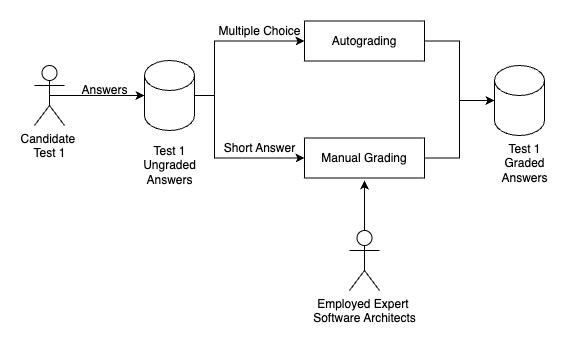 Multiple Choice
Autograding
Answers
Candidate
Test 1
Test 1
Ungraded
Answers
Short Answer
Manual Grading
Test 1
Graded
Answers
Employed Expert
Software Architects